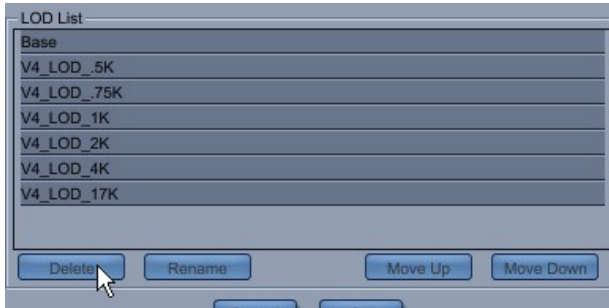 LOD List
Base
V4_LOD_.5K
V4_LOD_.75K
V4_LOD_1K
V4_LOD_2K
V4_LOD_4K
V4_LOD_17K
Delete Rename Move Up Move Down